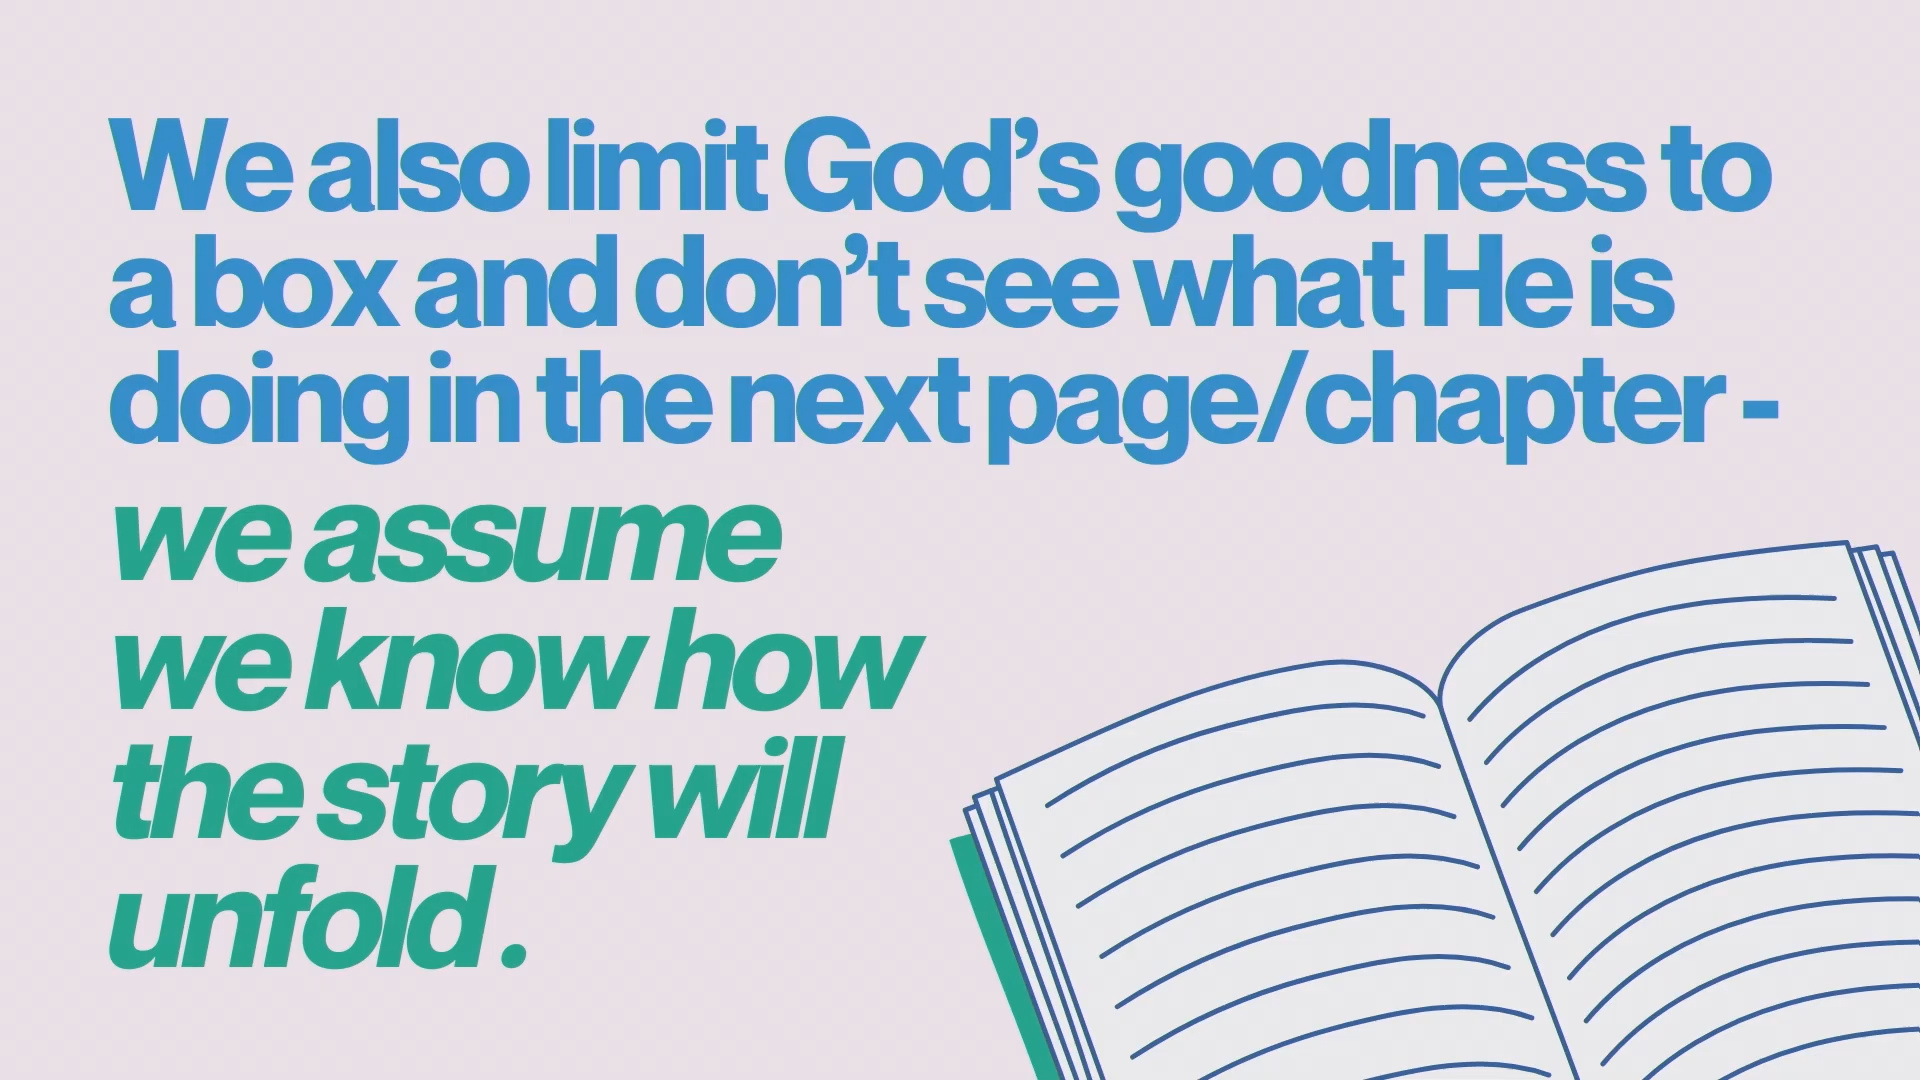 We also limit God’s goodness to
a box and don’t see what He is
doing in the next page/chapter -
we assume
we know how
the story will
unfold .